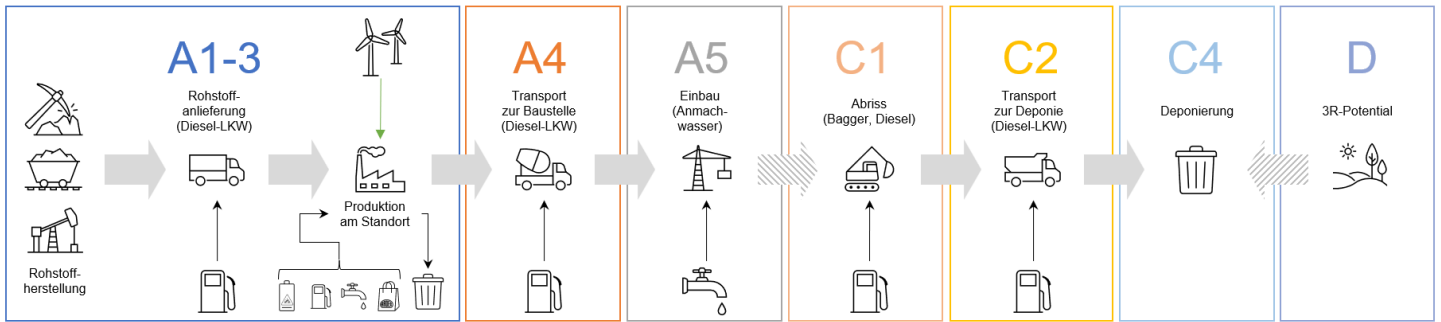 A1-3
Rohstoff-
anlieferung
(Diesel-LKW)
Rohstoff-
herstellung
Produktion
am Standort
A4
Transport
zur Baustelle
(Diesel-LKW)
A5
Einbau
(Anmach-
wasser)
C1
Abriss
(Bagger, Diesel)
C2
Transport
zur Deponie
(Diesel-LKW)
C4
Deponierung
D
3R-Potential